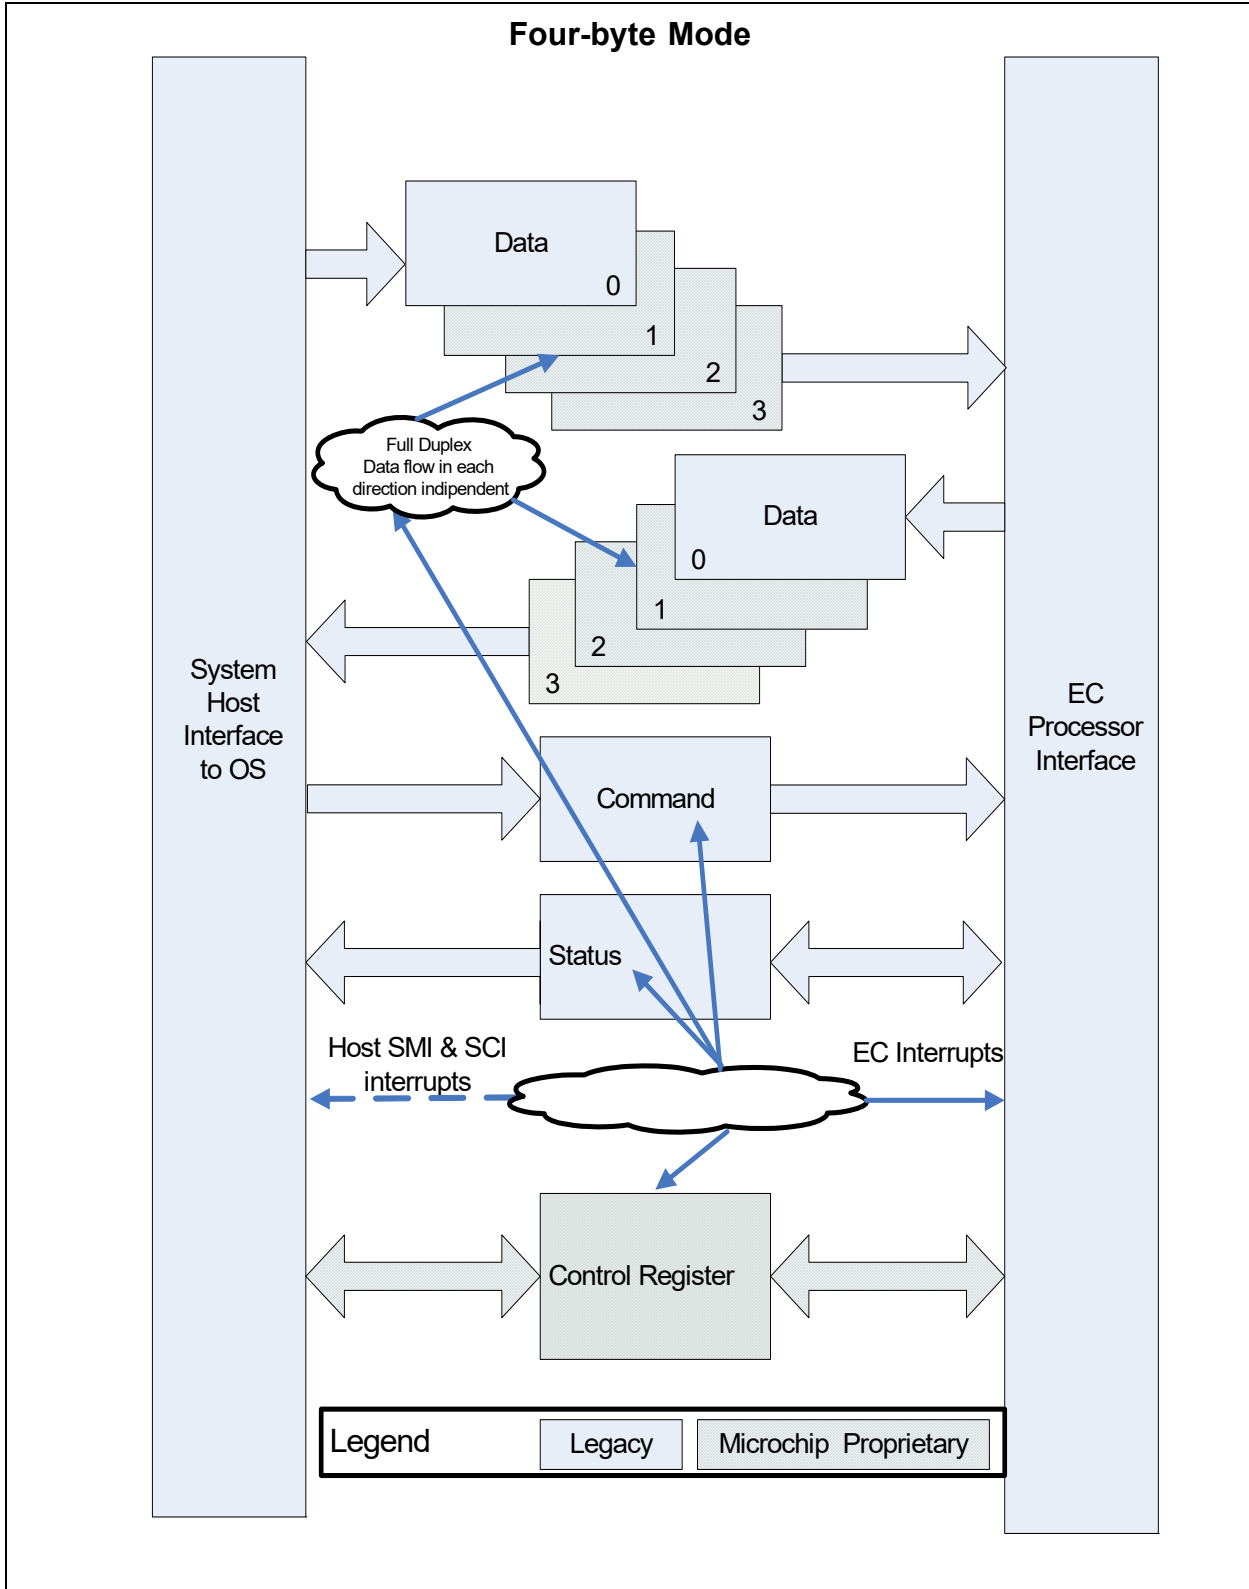 Four-byte Mode
Data
0
1
2
3
Full Duplex
Data flow in each
direction indipendent
Data
0
1
2
3
System
Host
Interface
to OS
EC
Processor
Interface
Command
Status
Host SMI & SCI
interrupts
EC Interrupts
Control Register
Legend
Legacy
Microchip Proprietary